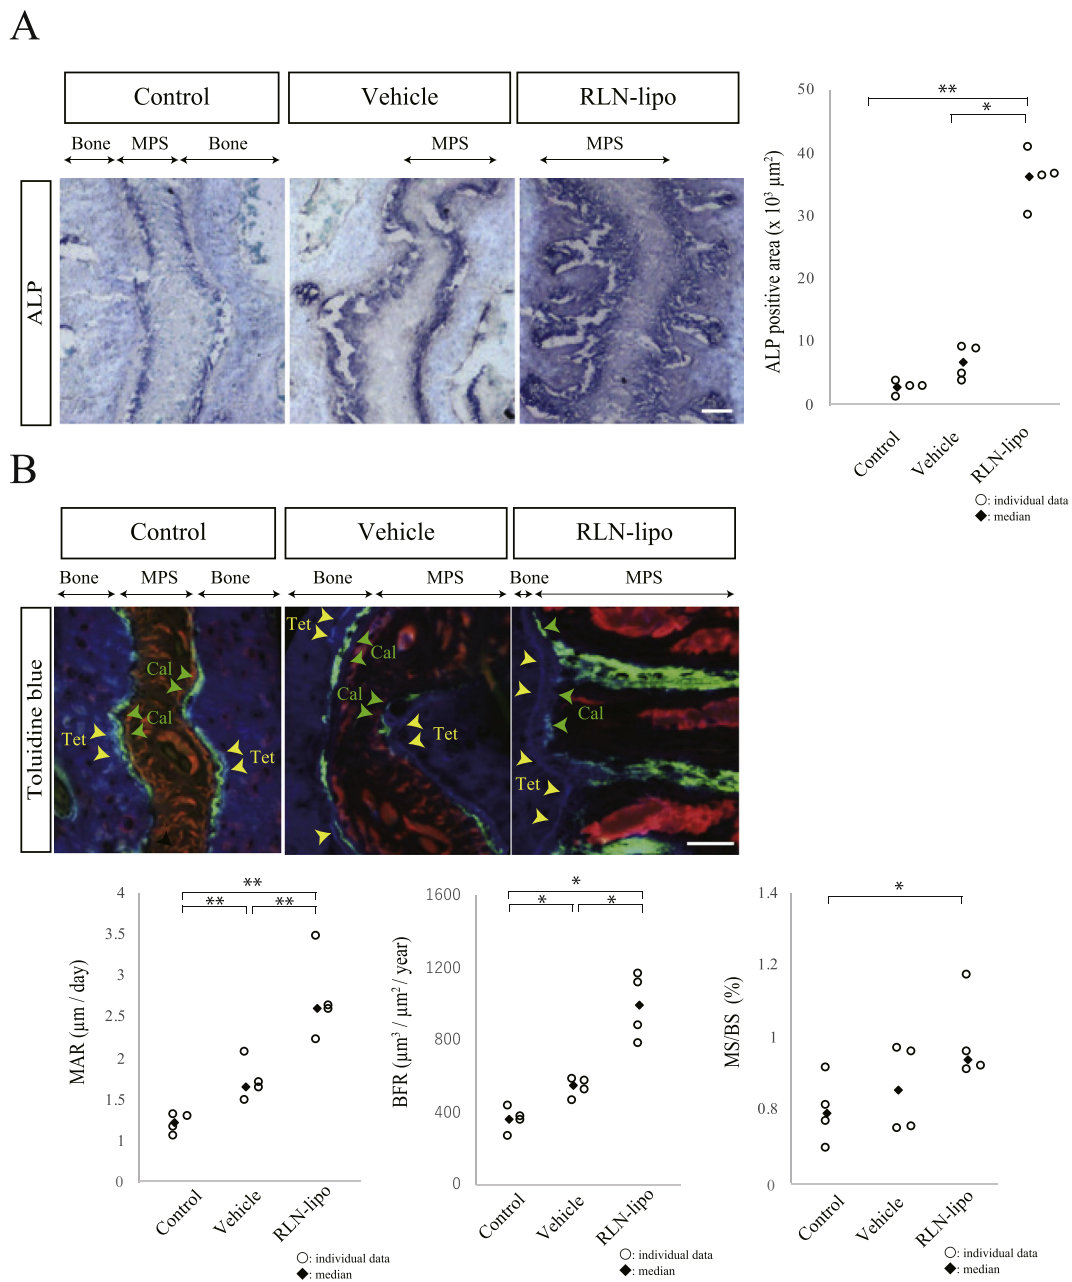 A
Control
Vehicle
RLN-lipo
Bone
MPS
Bone
MPS
MPS
ALP
ALP positive area (x 10³ µm²)
50
40
30
20
10
0
**
*
Control
Vehicle
RLN-lipo
: individual data
: median
B
Control
Vehicle
RLN-lipo
Bone
MPS
Bone
Bone
MPS
Bone
MPS
Toluidine blue
Cal
Cal
Tet
Tet
Tet
Cal
Cal
Tet
Cal
Tet
MAR (µm / day)
4
3.5
3
2.5
2
1.5
1
0
**
**
**
Control
Vehicle
RLN-lipo
: individual data
: median
BFR (µm³ / µm² / year)
1600
1200
800
400
0
*
*
*
Control
Vehicle
RLN-lipo
: individual data
: median
MS/BS (%)
1.4
1.2
1
0.8
0
*
Control
Vehicle
RLN-lipo
: individual data
: median